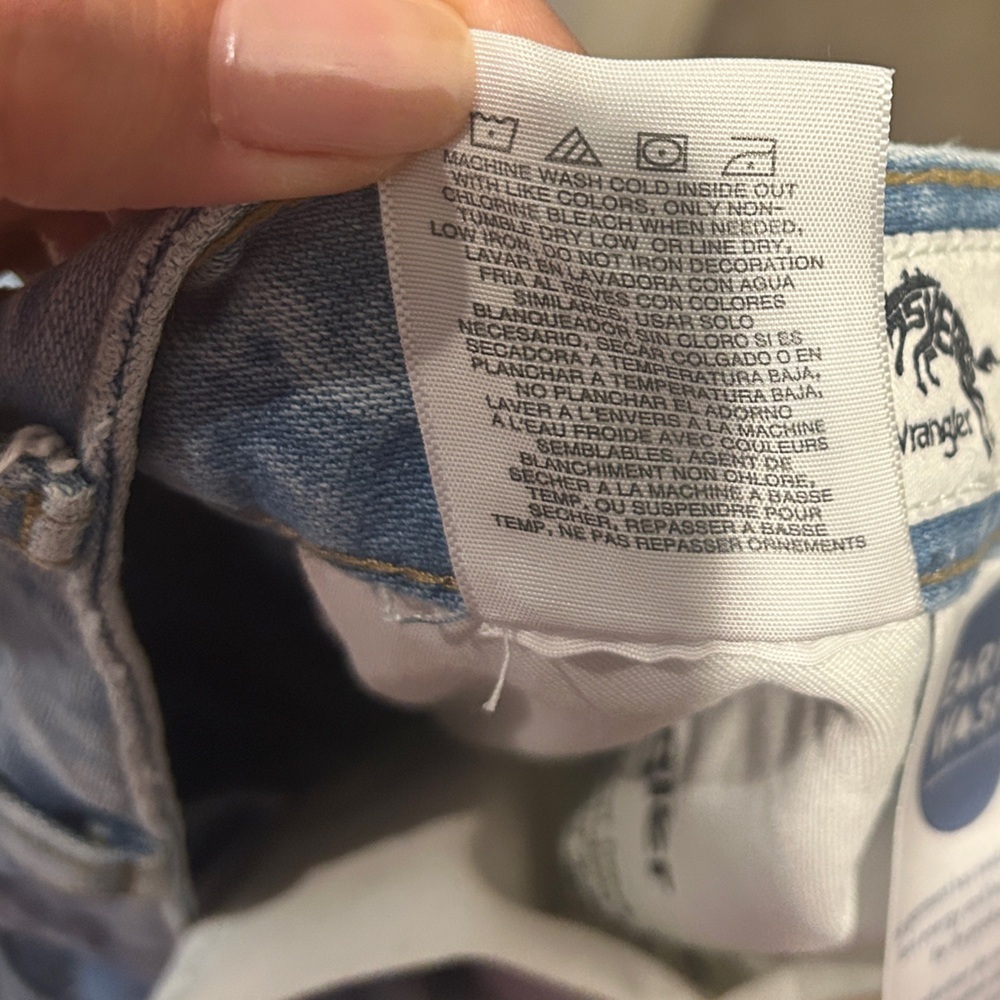 MACHINE WASH COLD INSIDE OUT
WITH LIKE COLORS, ONLY NON-
CHLORINE BLEACH WHEN NEEDED,
TUMBLE DRY LOW OR LINE DRY,
LOW IRON, DO NOT IRON DECORATION
LAVAR EN LAVADORA CON AGUA
FRIA AL REVES CON COLORES
SIMILARES, USAR SOLO
BLANQUEADOR SIN CLORO SI ES
NECESARIO, SECAR COLGADO O EN
SECADORA A TEMPERATURA BAJA,
PLANCHAR A TEMPERATURA BAJA,
NO PLANCHAR EL ADORNO
LAVER A L'ENVERS A LA MACHINE
A L'EAU FROIDE AVEC COULEURS
SEMBLABLES, AGENT DE
BLANCHIMENT NON CHLORE,
SECHER A LA MACHINE A BASSE
TEMP, OU SUSPENDRE POUR
SECHER, REPASSER A BASSE
TEMP, NE PAS REPASSER ORNEMENTS
Wrangler